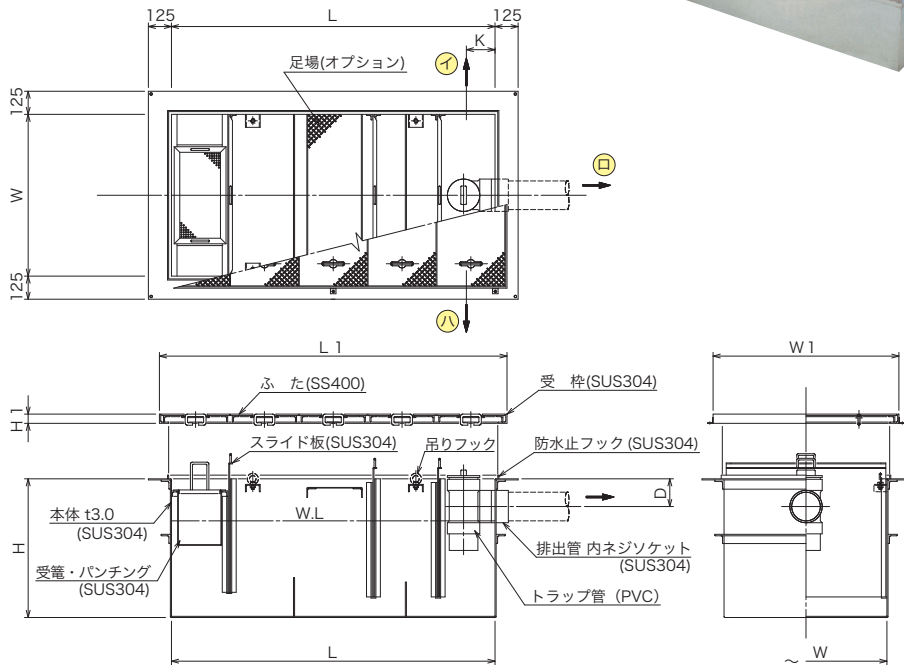 125
L
125
K
足場(オプション)
イ
125
ロ
W
125
ハ
L 1
W 1
ふ た(SS400)
受 枠(SUS304)
H 1
スライド板(SUS304)
吊りフック
防水止フック(SUS304)
D
W.L
本体 t3.0
(SUS304)
H
排出管 内ネジソケット
(SUS304)
受篭・パンチング
(SUS304)
トラップ管（PVC）
L
～ W